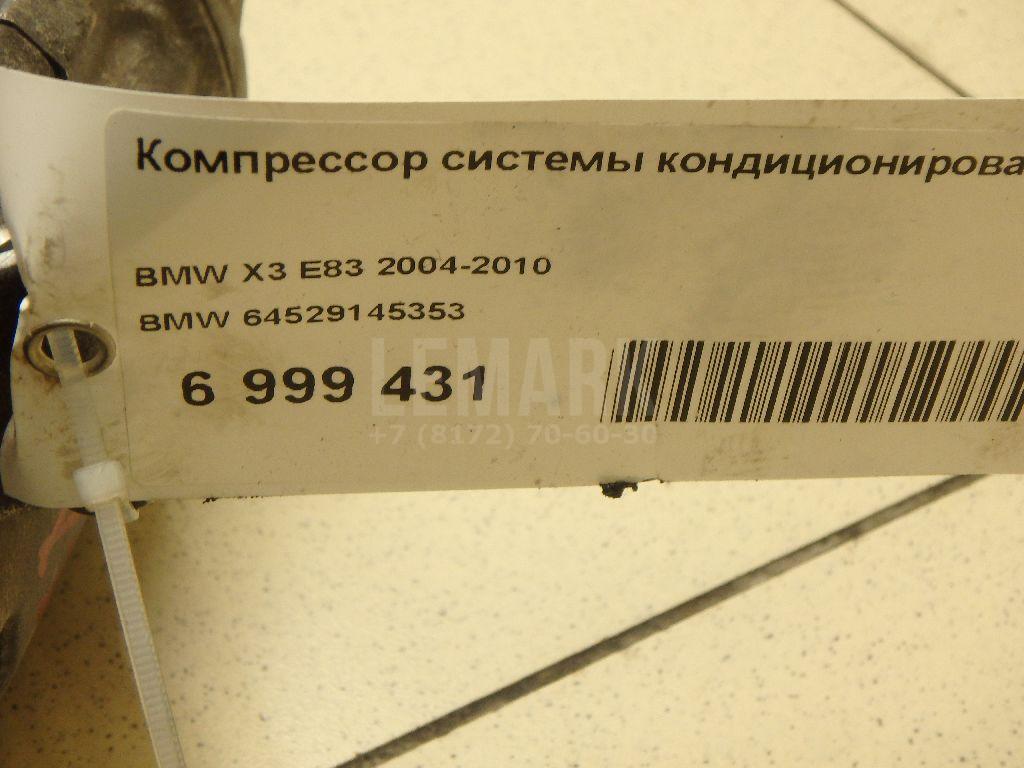 Компрессор системы кондиционирова
BMW X3 E83 2004-2010
BMW 64529145353
6 999 431
LEMARK
+7 (8172) 70-60-30